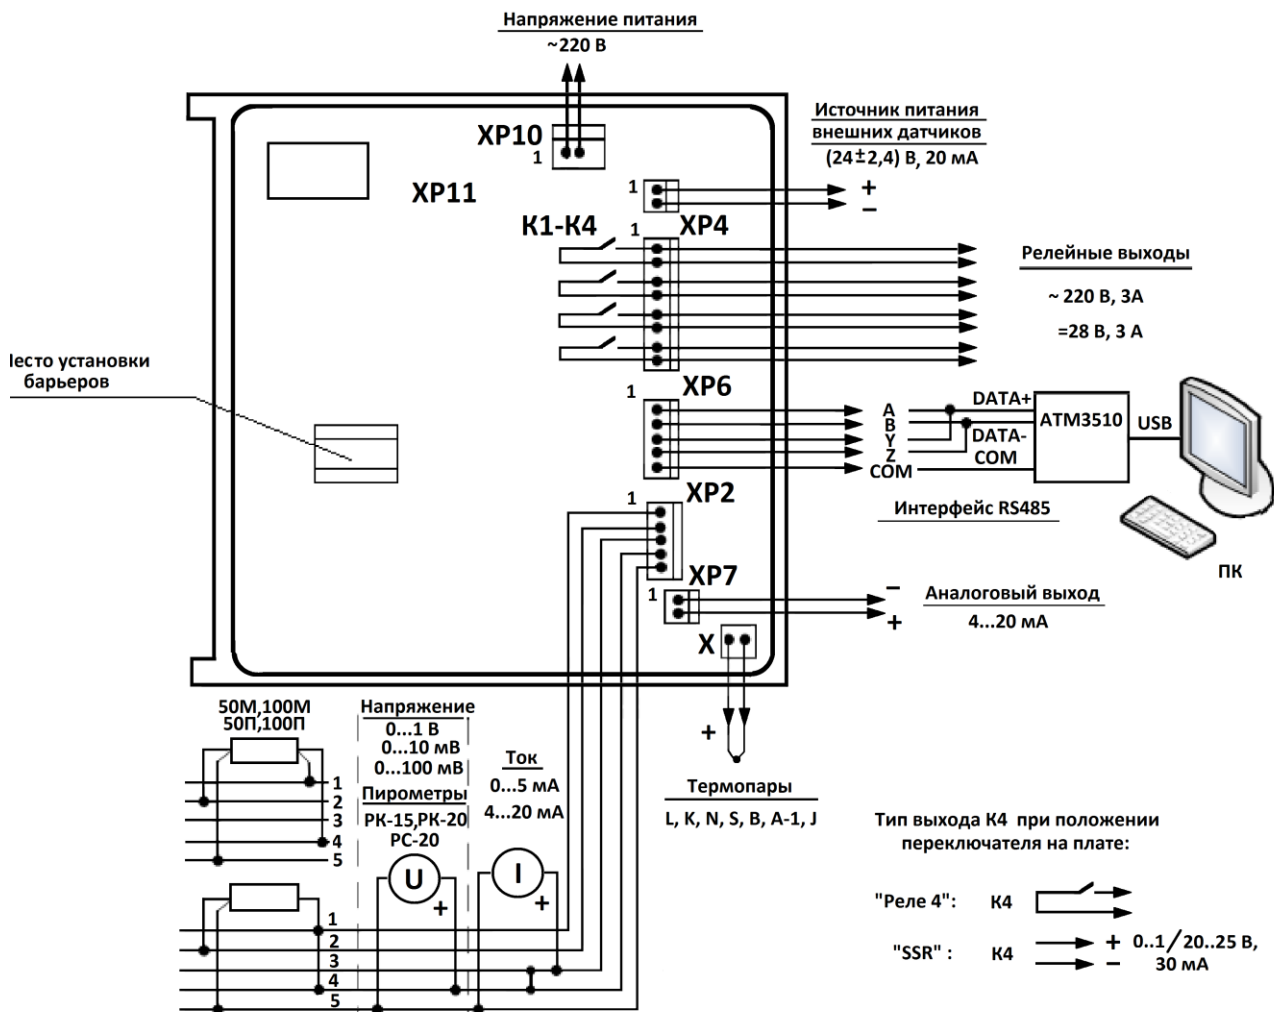 Напряжение питания
~220 В
Источник питания
внешних датчиков
(24±2,4) В, 20 мА
XP10
1
XP11
1
+
−
К1-К4
1
XP4
Релейные выходы
~ 220 В, 3А
=28 В, 3 А
Место установки
барьеров
XP6
1
A
B
Y
Z
COM
DATA+
DATA-
COM
ATM3510
USB
Интерфейс RS485
ПК
XP2
1
XP7
1
−
+
Аналоговый выход
4...20 мА
X
+
Термопары
L, K, N, S, B, A-1, J
50М,100М
50П,100П
1
2
3
4
5
Напряжение
0...1 В
0...10 мВ
0...100 мВ
Пирометры
РК-15,РК-20
РС-20
U
+
Ток
0...5 мА
4...20 мА
I
+
1
2
3
4
5
Тип выхода К4 при положении
переключателя на плате:
"Реле 4": К4
"SSR" : К4 + 0..1/20..25 В,
− 30 мА